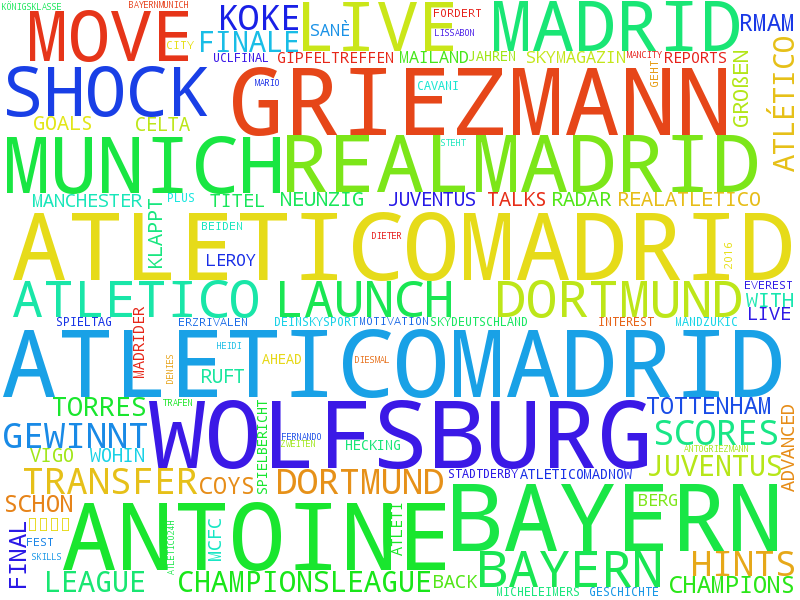 KÖNIGSKLASSE BAYERNMUNICH
MOVE CITY KOKE FINALE SANÈ LIVE FORDERT LISSABON MADRID RMAM
UCLFINAL GIPFELTREFFEN MAILAND JAHREN SKYMAGAZIN MANCITY REPORTS
SHOCK MARIO GRIEZMANN CAVANI GEHT GROßEN ATLÉTICO
GOALS CELTA
MUNICH REALMADRID STEHT
MANCHESTER PLUS TITEL NEUNZIG JUVENTUS TALKS RADAR REALATLETICO
KLAPPT BEIDEN DIETER
ATLETICOMADRID 2016
LEROY
ATLETICO LAUNCH DORTMUND EVEREST
WITH
LIVE
SPIELTAG MADRIDER ERZRIVALEN DEINSKYSPORT MOTIVATION SKYDEUTSCHLAND INTEREST MANDZUKIC
ATLETICOMADRID HEIDI
DENIES RUFT AHEAD DIESMAL
TORRES TRAFEN WOLFSBURG TOTTENHAM
GEWINNT SPIELBERICHT FERNANDO ZWEITEN HECKING SCORES ADVANCED
VIGO WOHIN ANTOGRIEZMANN
TRANSFER COYS DORTMUND STADTDERBY ATLETICOMADNOW JUVENTUS
SCHON ANTOINE BAYERN BERG
FINAL FEST SKILLS ATLETICO24H MCFC ATLETI
BAYERN HINTS
LEAGUE CHAMPIONSLEAGUE BACK MICHELEIMERS GESCHICHTE CHAMPIONS